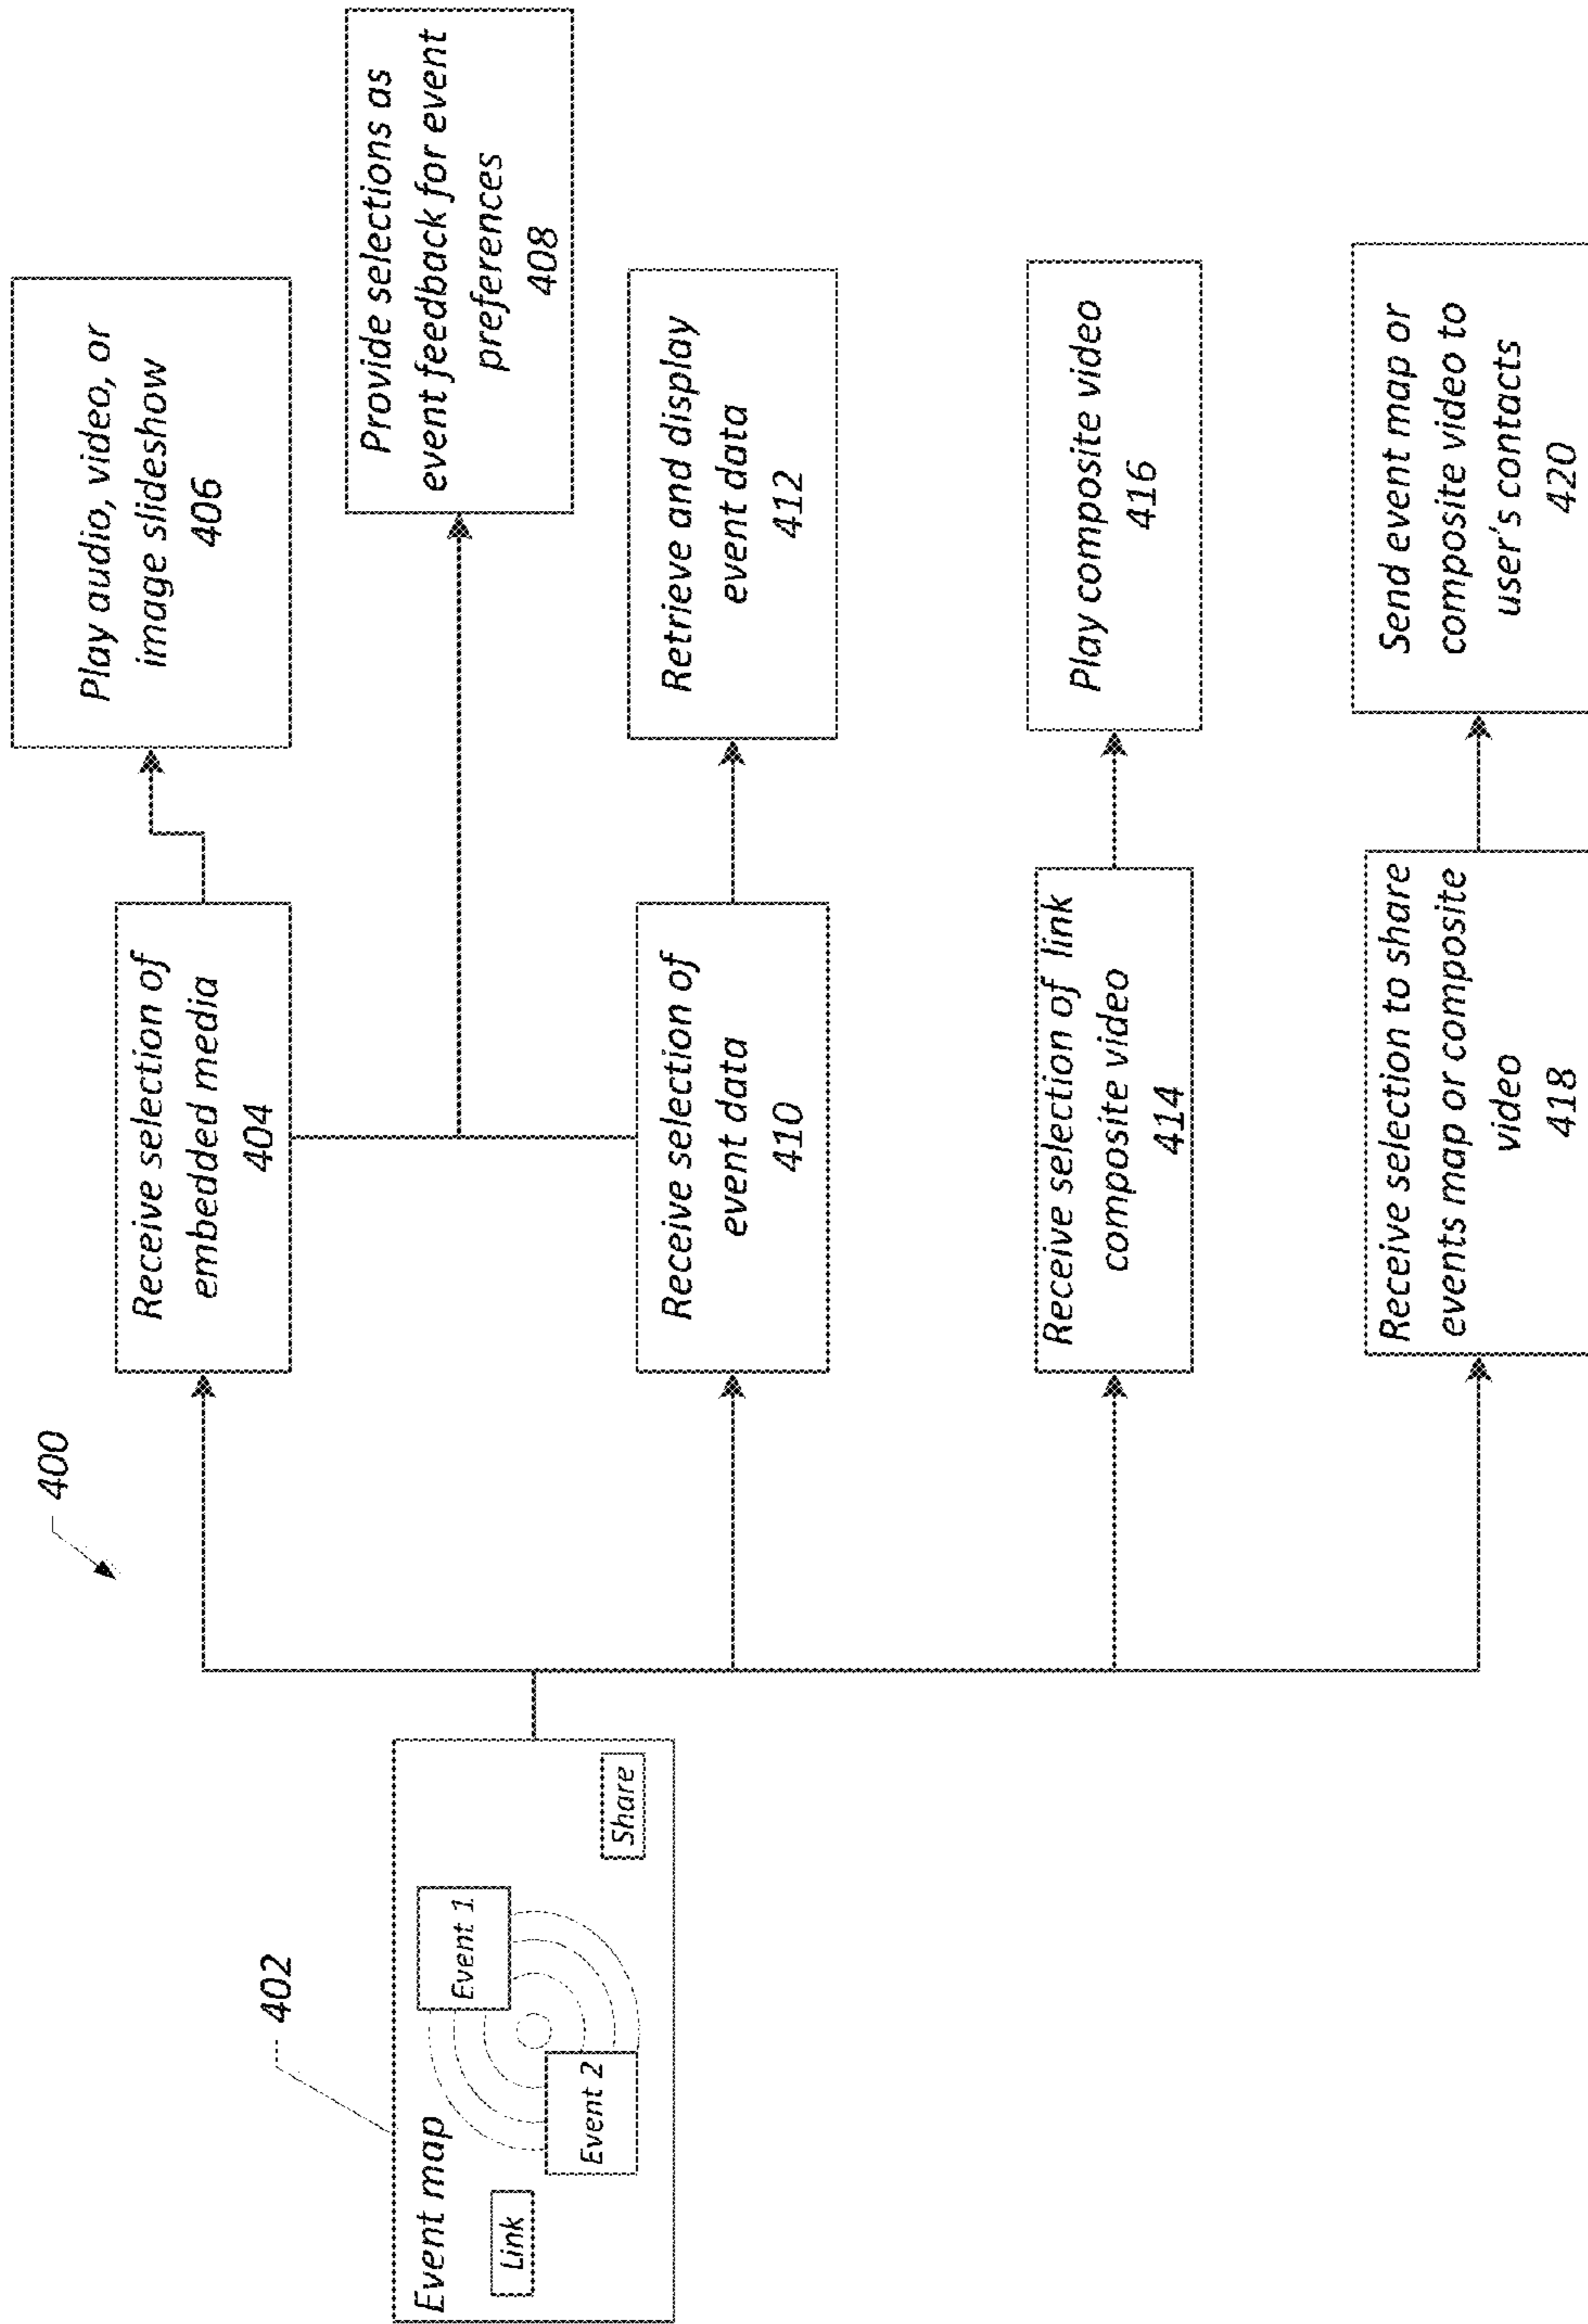 400
402
Event map
Link
Event 1
Event 2
Share
Receive selection of
embedded media
404
Play audio, video, or
image slideshow
406
Provide selections as
event feedback for event
preferences
408
Receive selection of
event data
410
Retrieve and display
event data
412
Receive selection of link
composite video
414
Play composite video
416
Receive selection to share
events map or composite
video
418
Send event map or
composite video to
user's contacts
420